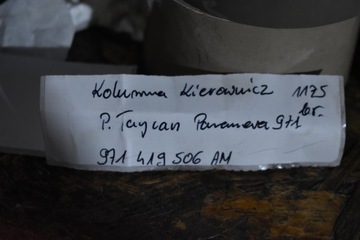 Kolumna Kierownicz 1175
br.
P. Taycan Panamera 971
971 419 506 AM